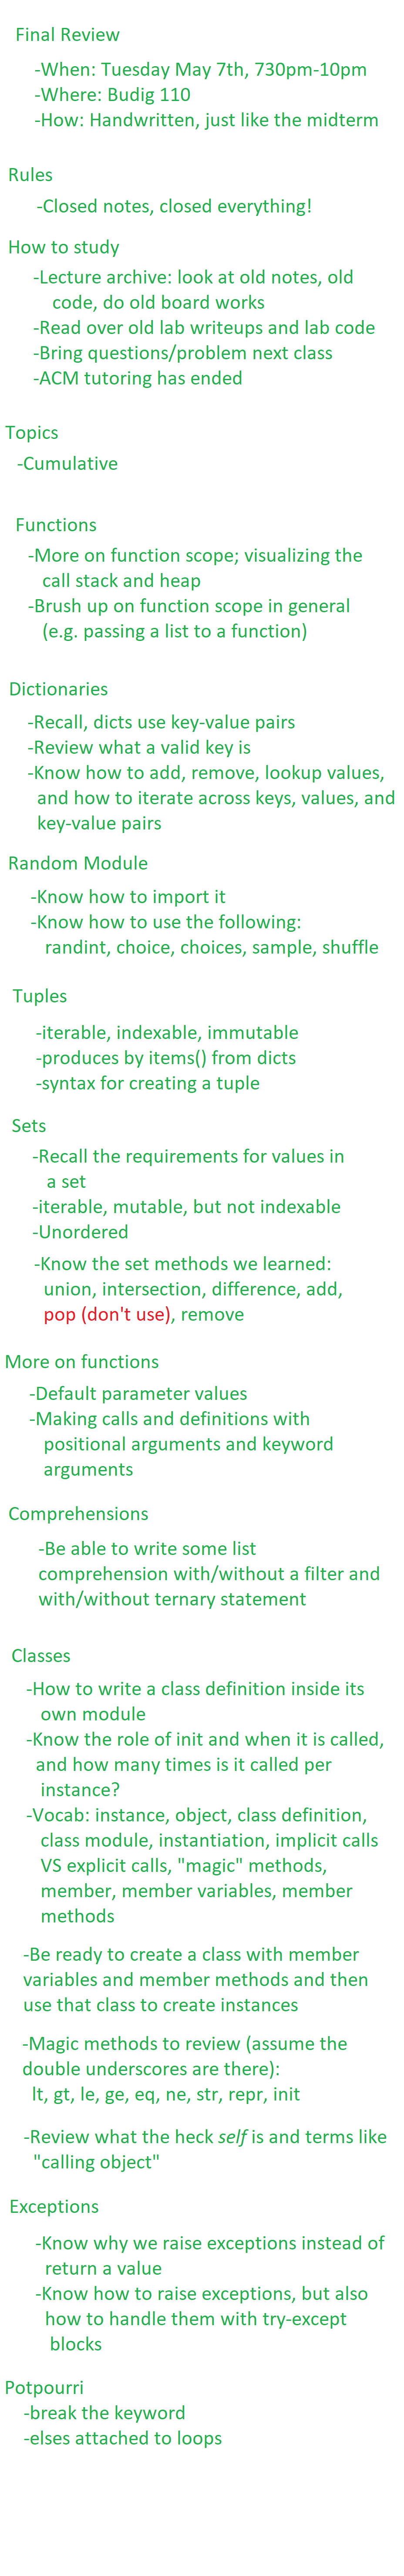 Final Review
-When: Tuesday May 7th, 730pm-10pm
-Where: Budig 110
-How: Handwritten, just like the midterm
Rules
-Closed notes, closed everything!
How to study
-Lecture archive: look at old notes, old
code, do old board works
-Read over old lab writeups and lab code
-Bring questions/problem next class
-ACM tutoring has ended
Topics
-Cumulative
Functions
-More on function scope; visualizing the
call stack and heap
-Brush up on function scope in general
(e.g. passing a list to a function)
Dictionaries
-Recall, dicts use key-value pairs
-Review what a valid key is
-Know how to add, remove, lookup values,
and how to iterate across keys, values, and
key-value pairs
Random Module
-Know how to import it
-Know how to use the following:
randint, choice, choices, sample, shuffle
Tuples
-iterable, indexable, immutable
-produces by items() from dicts
-syntax for creating a tuple
Sets
-Recall the requirements for values in
a set
-iterable, mutable, but not indexable
-Unordered
-Know the set methods we learned:
union, intersection, difference, add,
pop (don't use), remove
More on functions
-Default parameter values
-Making calls and definitions with
positional arguments and keyword
arguments
Comprehensions
-Be able to write some list
comprehension with/without a filter and
with/without ternary statement
Classes
-How to write a class definition inside its
own module
-Know the role of init and when it is called,
and how many times is it called per
instance?
-Vocab: instance, object, class definition,
class module, instantiation, implicit calls
VS explicit calls, "magic" methods,
member, member variables, member
methods
-Be ready to create a class with member
variables and member methods and then
use that class to create instances
-Magic methods to review (assume the
double underscores are there):
lt, gt, le, ge, eq, ne, str, repr, init
-Review what the heck self is and terms like
"calling object"
Exceptions
-Know why we raise exceptions instead of
return a value
-Know how to raise exceptions, but also
how to handle them with try-except
blocks
Potpourri
-break the keyword
-elses attached to loops